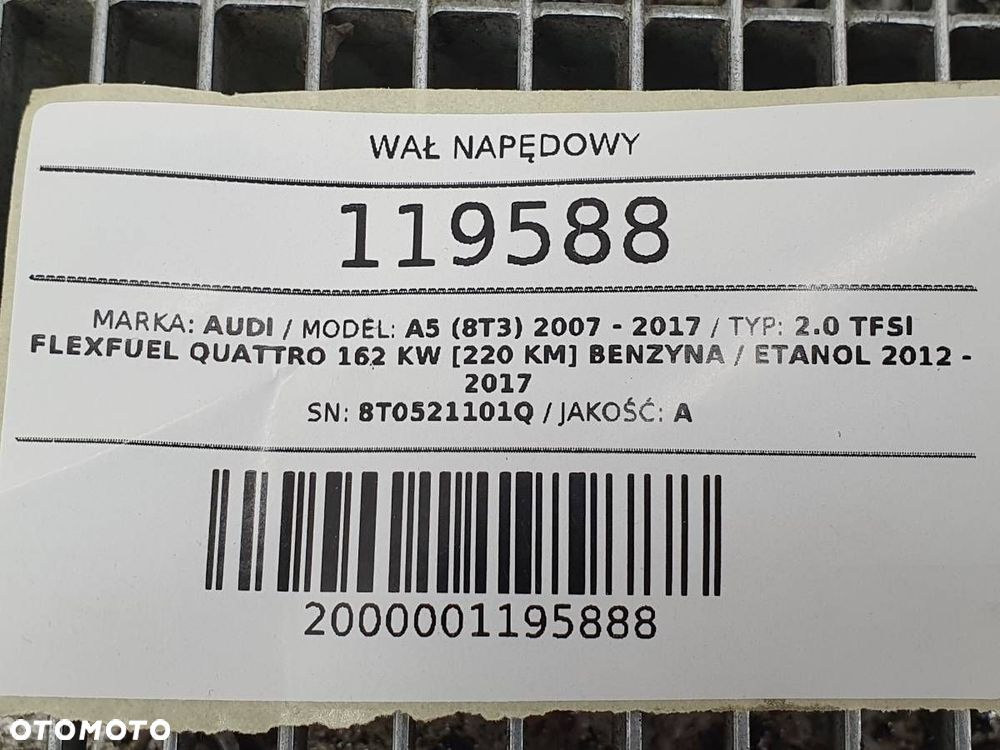 WAŁ NAPĘDOWY
119588
MARKA: AUDI / MODEL: A5 (8T3) 2007 - 2017 / TYP: 2.0 TFSI
FLEXFUEL QUATTRO 162 KW [220 KM] BENZYNA / ETANOL 2012 -
2017
SN: 8T0521101Q / JAKOŚĆ: A
2000001195888
OTOMOTO